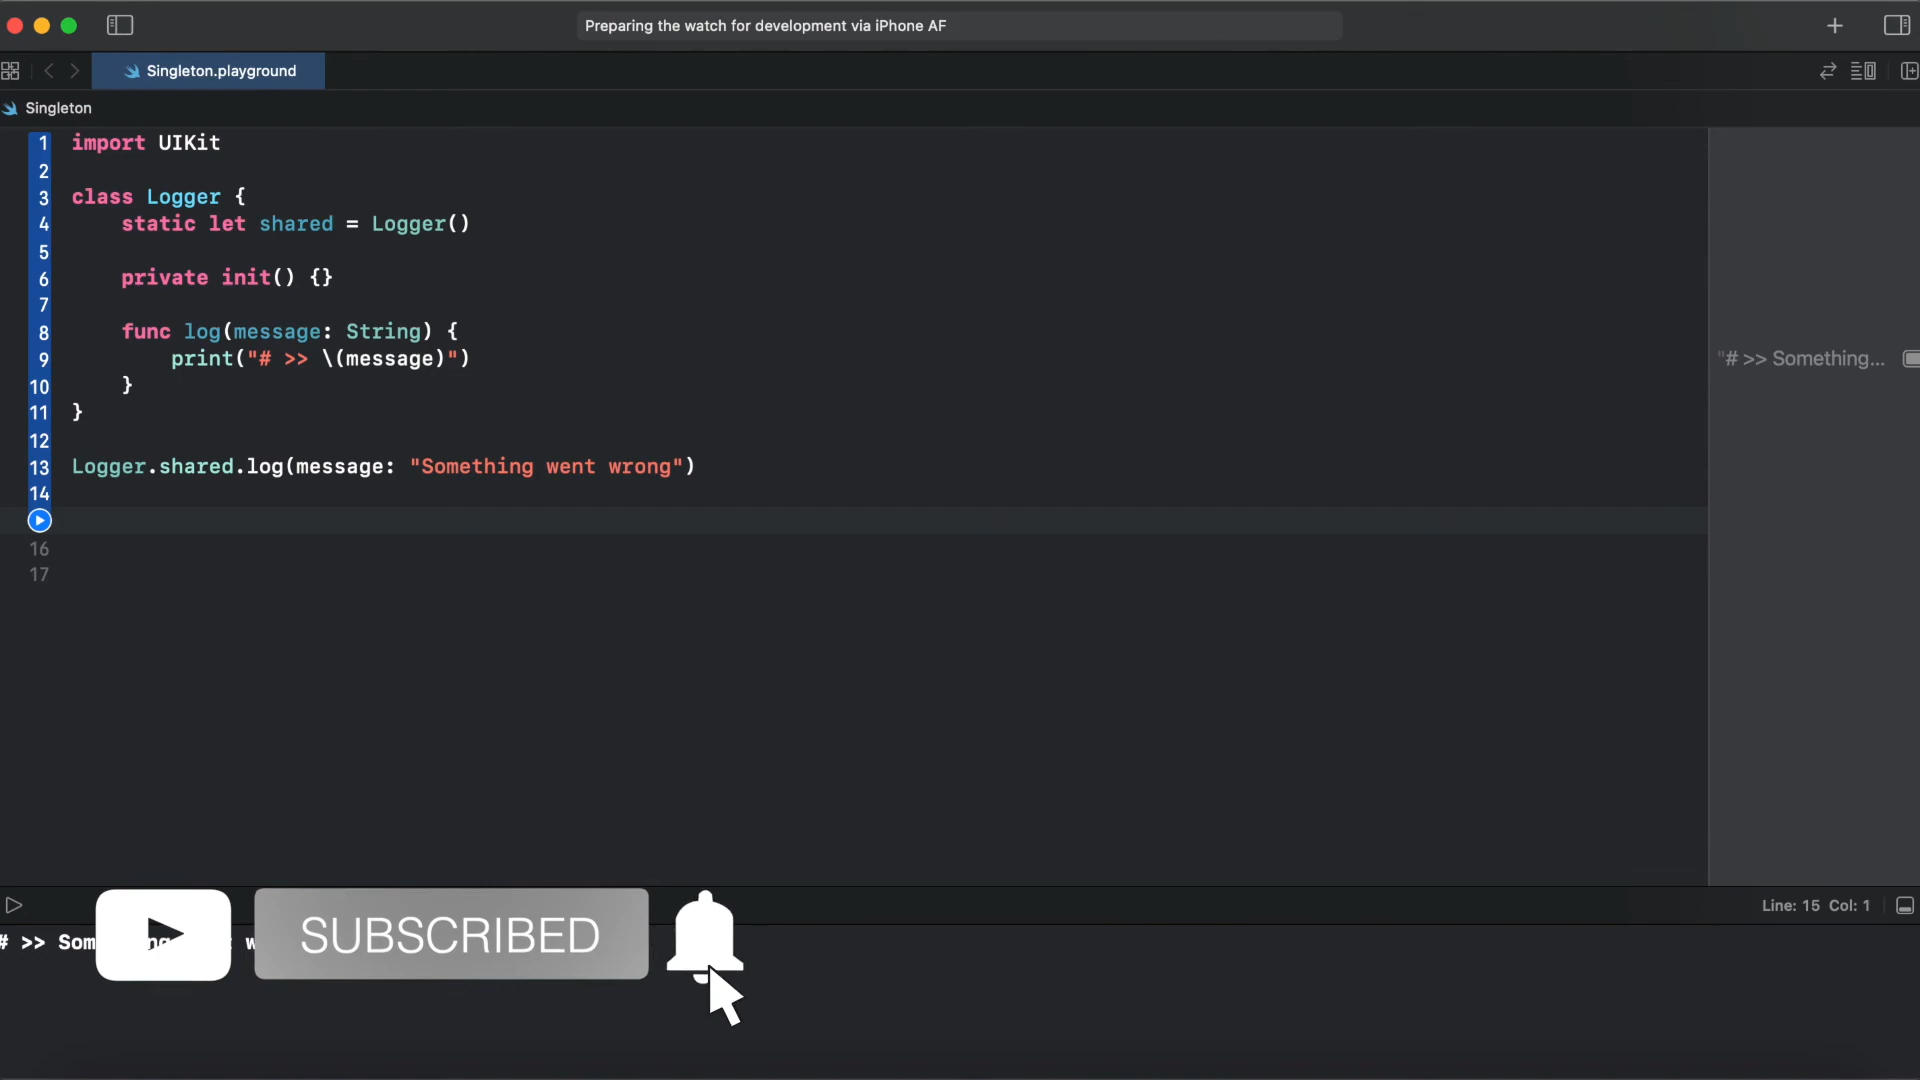 Preparing the watch for development via iPhone AF
Singleton.playground
Singleton
1 import UIKit
2
3 class Logger {
4 static let shared = Logger()
5
6 private init() {}
7
8 func log(message: String) {
9 print("# >> \(message)")
10 }
11 }
12
13 Logger.shared.log(message: "Something went wrong")
14
16
17
"# >> Something...
Line: 15 Col: 1
# >> Som ng w
SUBSCRIBED